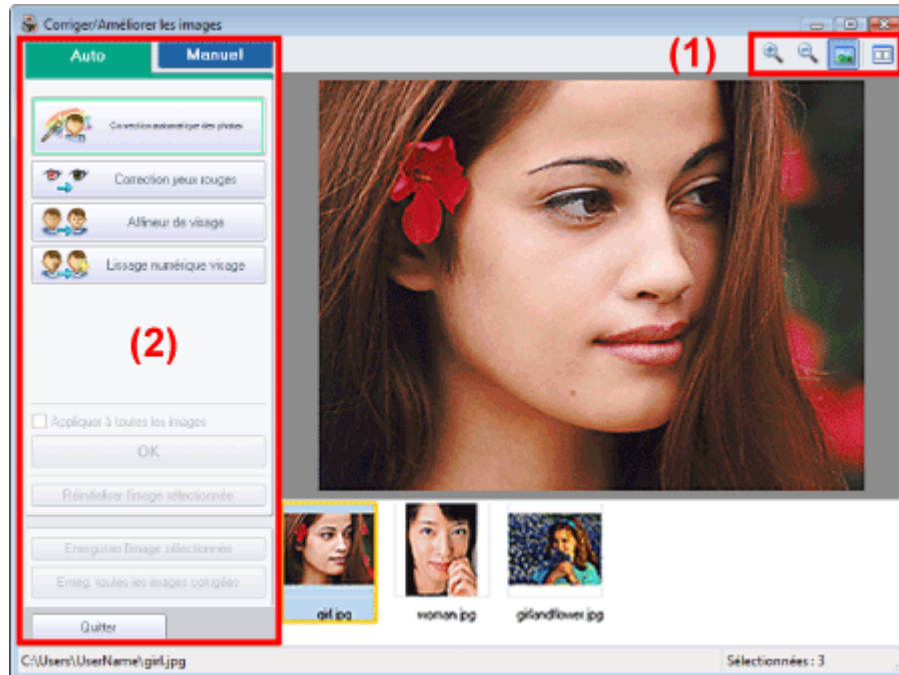 Corriger/Améliorer les images
Auto
Manuel
(1)
Correction automatique des photos
Correction yeux rouges
Affineur de visage
Lissage numérique visage
(2)
Appliquer à toutes les images
OK
Réinitialiser l'image sélectionnée
Enregistrer l'image sélectionnée
Enreg. toutes les images corrigées
Quitter
girl.jpg
woman.jpg
girlandflower.jpg
C:\Users\UserName\girl.jpg
Sélectionnées : 3